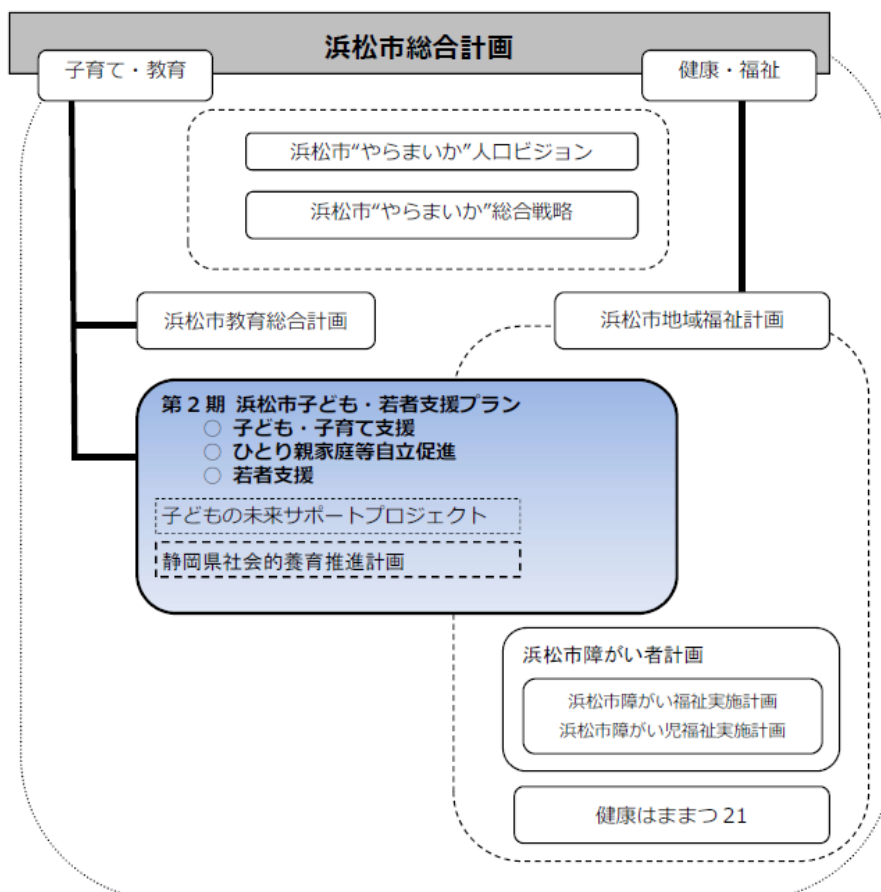 浜松市総合計画
子育て・教育
健康・福祉
浜松市“やらまいか”人口ビジョン
浜松市“やらまいか”総合戦略
浜松市教育総合計画
浜松市地域福祉計画
第2期 浜松市子ども・若者支援プラン
○ 子ども・子育て支援
○ ひとり親家庭等自立促進
○ 若者支援
子どもの未来サポートプロジェクト
静岡県社会的養育推進計画
浜松市障がい者計画
浜松市障がい福祉実施計画
浜松市障がい児福祉実施計画
健康はままつ 21